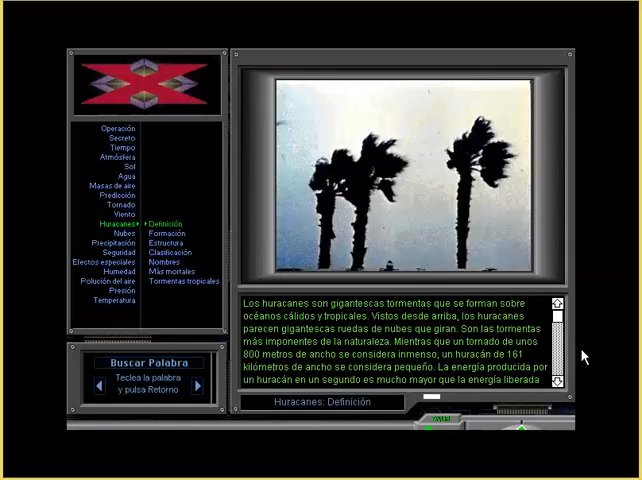 Operación
Secreto
Tiempo
Atmósfera
Sol
Agua
Masas de aire
Predicción
Tornado
Viento
Huracanes
Nubes
Precipitación
Seguridad
Efectos especiales
Humedad
Polución del aire
Presión
Temperatura
Definición
Formación
Estructura
Clasificación
Nombres
Más mortales
Tormentas tropicales
Buscar Palabra
Teclea la palabra
y pulsa Retorno
Los huracanes son gigantescas tormentas que se forman sobre
océanos cálidos y tropicales. Vistos desde arriba, los huracanes
parecen gigantescas ruedas de nubes que giran. Son las tormentas
más imponentes de la naturaleza. Mientras que un tornado de unos
800 metros de ancho se considera inmenso, un huracán de 161
kilómetros de ancho se considera pequeño. La energía producida por
un huracán en un segundo es mucho mayor que la energía liberada
Huracanes: Definición